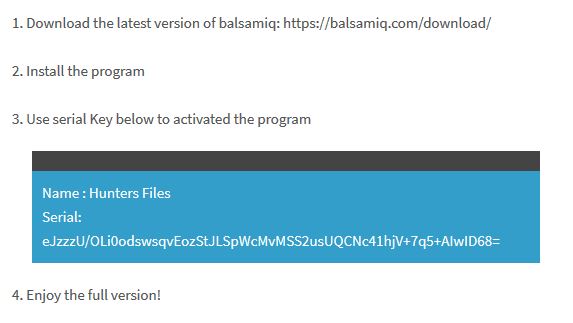 1. Download the latest version of balsamiq: https://balsamiq.com/download/
2. Install the program
3. Use serial Key below to activated the program
Name : Hunters Files
Serial:
eJzzzU/OLi0odswsqvEozStJLSpWcMvMSS2usUQCNc41hjV+7q5+AIwID68=
4. Enjoy the full version!